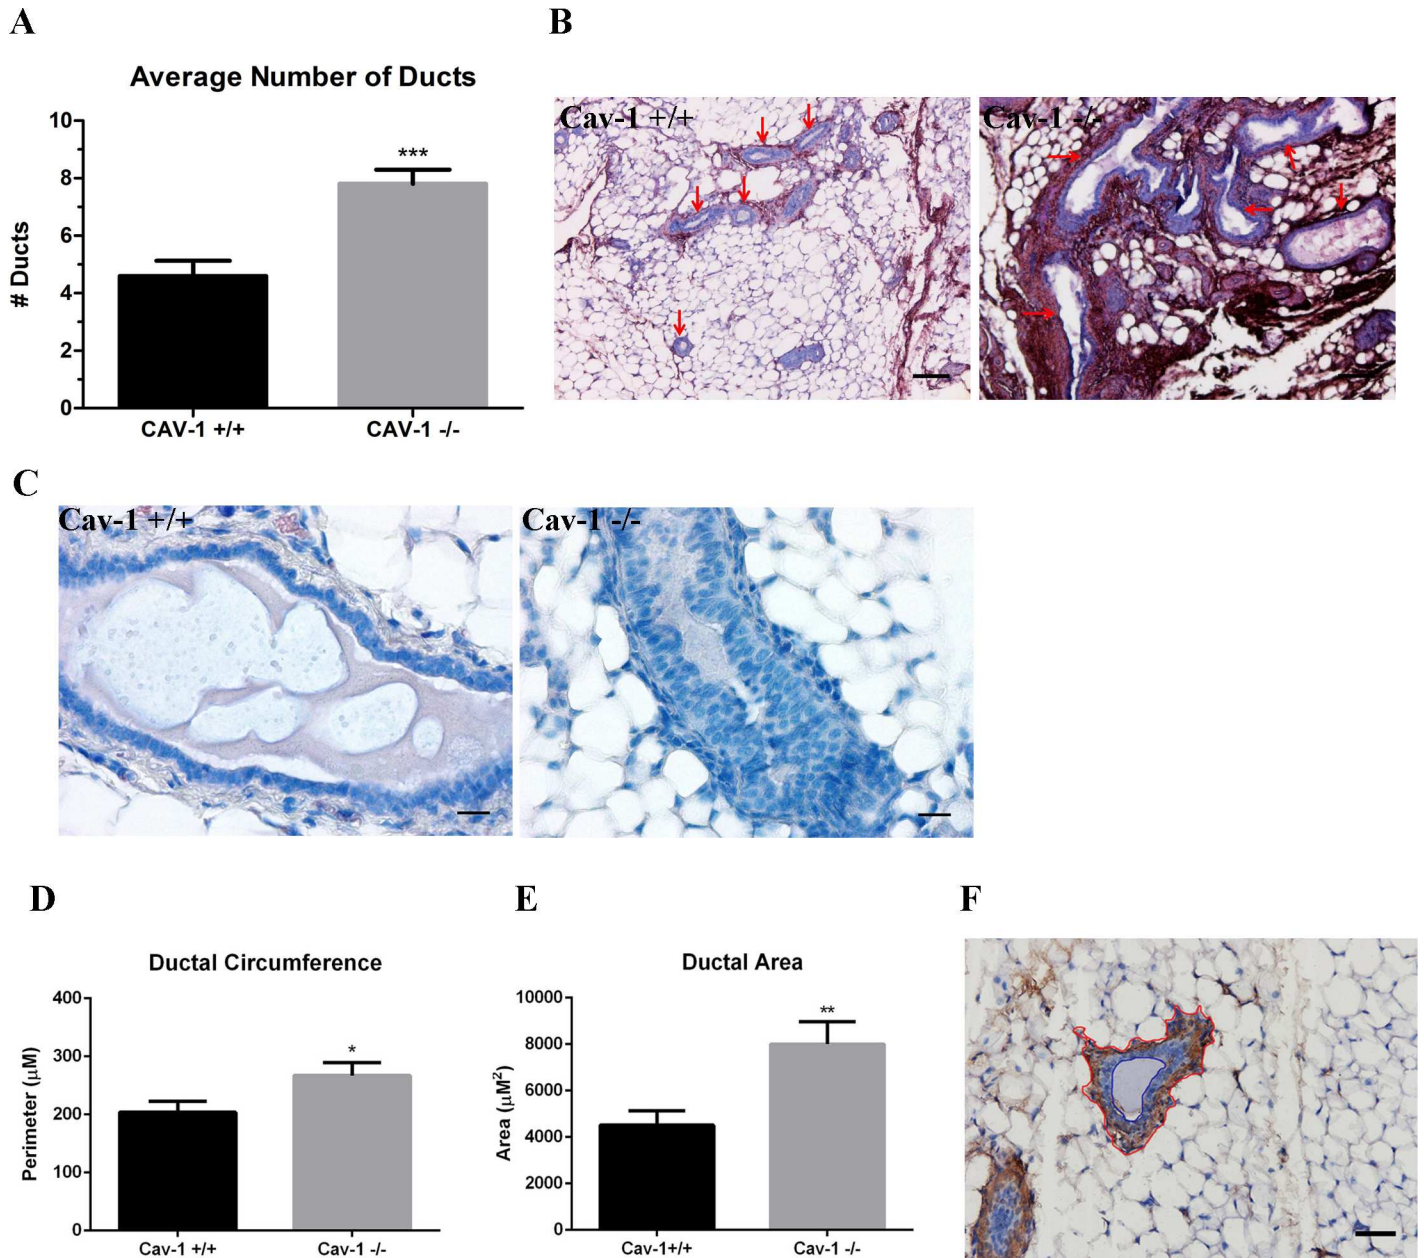 A
Average Number of Ducts
# Ducts
10
8
6
4
2
0
***
CAV-1 +/+
CAV-1 -/-
B
Cav-1 +/+
Cav-1 -/-
C
Cav-1 +/+
Cav-1 -/-
D
Ductal Circumference
Perimeter (μM)
400
300
200
100
0
*
Cav-1 +/+
Cav-1 -/-
E
Ductal Area
Area (μM²)
10000
8000
6000
4000
2000
0
**
Cav-1+/+
Cav-1 -/-
F